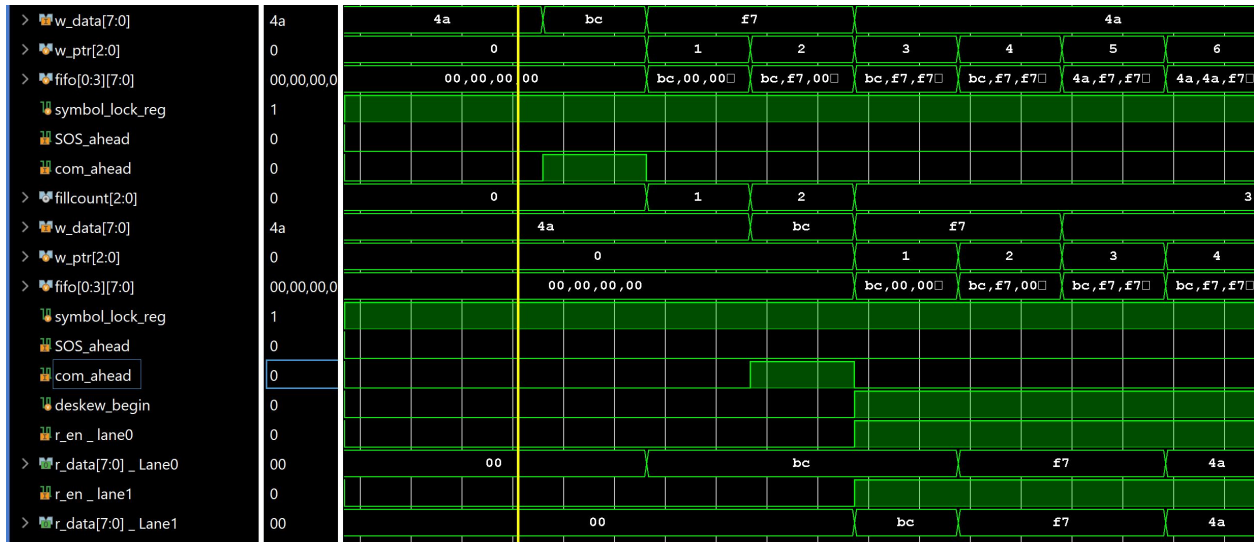 w_data[7:0] 4a 4a bc f7 4a
w_ptr[2:0] 0 0 1 2 3 4 5 6
fifo[0:3][7:0] 00,00,00,0 00,00,00,00 bc,00,00□ bc,f7,00□ bc,f7,f7□ bc,f7,f7□ 4a,f7,f7□ 4a,4a,f7□
symbol_lock_reg 1
SOS_ahead 0
com_ahead 0
fillcount[2:0] 0 0 1 2 3
w_data[7:0] 4a 4a bc f7
w_ptr[2:0] 0 0 1 2 3 4
fifo[0:3][7:0] 00,00,00,0 00,00,00,00 bc,00,00□ bc,f7,00□ bc,f7,f7□ bc,f7,f7□
symbol_lock_reg 1
SOS_ahead 0
com_ahead 0
deskew_begin 0
r_en _ lane0 0
r_data[7:0] _ Lane0 00 00 bc f7 4a
r_en _ lane1 0
r_data[7:0] _ Lane1 00 00 bc f7 4a